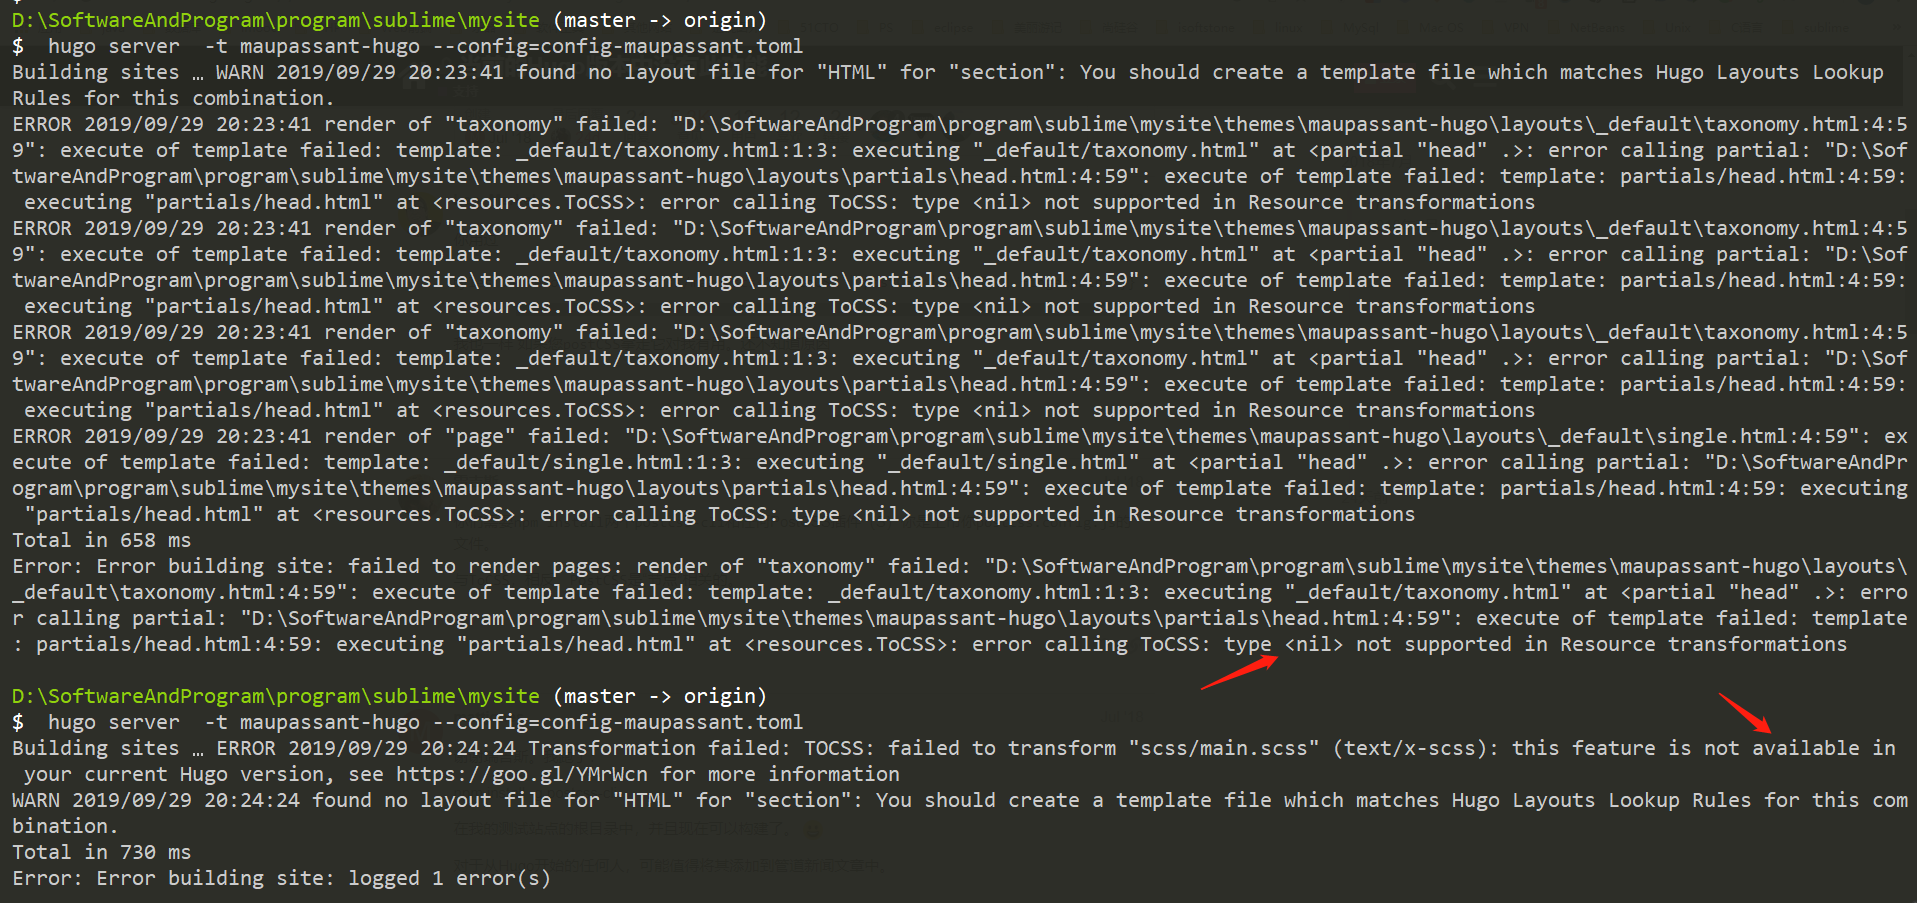 D:\SoftwareAndProgram\program\sublime\mysite (master -> origin)
$  hugo server  -t maupassant-hugo --config=config-maupassant.toml
Building sites … WARN 2019/09/29 20:23:41 found no layout file for "HTML" for "section": You should create a template file which matches Hugo Layouts Lookup
Rules for this combination.
ERROR 2019/09/29 20:23:41 render of "taxonomy" failed: "D:\SoftwareAndProgram\program\sublime\mysite\themes\maupassant-hugo\layouts\_default\taxonomy.html:4:5
9": execute of template failed: template: _default/taxonomy.html:1:3: executing "_default/taxonomy.html" at <partial "head" .>: error calling partial: "D:\Sof
twareAndProgram\program\sublime\mysite\themes\maupassant-hugo\layouts\partials\head.html:4:59": execute of template failed: template: partials/head.html:4:59:
 executing "partials/head.html" at <resources.ToCSS>: error calling ToCSS: type <nil> not supported in Resource transformations
ERROR 2019/09/29 20:23:41 render of "taxonomy" failed: "D:\SoftwareAndProgram\program\sublime\mysite\themes\maupassant-hugo\layouts\_default\taxonomy.html:4:5
9": execute of template failed: template: _default/taxonomy.html:1:3: executing "_default/taxonomy.html" at <partial "head" .>: error calling partial: "D:\Sof
twareAndProgram\program\sublime\mysite\themes\maupassant-hugo\layouts\partials\head.html:4:59": execute of template failed: template: partials/head.html:4:59:
 executing "partials/head.html" at <resources.ToCSS>: error calling ToCSS: type <nil> not supported in Resource transformations
ERROR 2019/09/29 20:23:41 render of "taxonomy" failed: "D:\SoftwareAndProgram\program\sublime\mysite\themes\maupassant-hugo\layouts\_default\taxonomy.html:4:5
9": execute of template failed: template: _default/taxonomy.html:1:3: executing "_default/taxonomy.html" at <partial "head" .>: error calling partial: "D:\Sof
twareAndProgram\program\sublime\mysite\themes\maupassant-hugo\layouts\partials\head.html:4:59": execute of template failed: template: partials/head.html:4:59:
 executing "partials/head.html" at <resources.ToCSS>: error calling ToCSS: type <nil> not supported in Resource transformations
ERROR 2019/09/29 20:23:41 render of "page" failed: "D:\SoftwareAndProgram\program\sublime\mysite\themes\maupassant-hugo\layouts\_default\single.html:4:59": ex
ecute of template failed: template: _default/single.html:1:3: executing "_default/single.html" at <partial "head" .>: error calling partial: "D:\SoftwareAndPr
ogram\program\sublime\mysite\themes\maupassant-hugo\layouts\partials\head.html:4:59": execute of template failed: template: partials/head.html:4:59: executing
 "partials/head.html" at <resources.ToCSS>: error calling ToCSS: type <nil> not supported in Resource transformations
Total in 658 ms
Error: Error building site: failed to render pages: render of "taxonomy" failed: "D:\SoftwareAndProgram\program\sublime\mysite\themes\maupassant-hugo\layouts\
_default\taxonomy.html:4:59": execute of template failed: template: _default/taxonomy.html:1:3: executing "_default/taxonomy.html" at <partial "head" .>: erro
r calling partial: "D:\SoftwareAndProgram\program\sublime\mysite\themes\maupassant-hugo\layouts\partials\head.html:4:59": execute of template failed: template
: partials/head.html:4:59: executing "partials/head.html" at <resources.ToCSS>: error calling ToCSS: type <nil> not supported in Resource transformations
D:\SoftwareAndProgram\program\sublime\mysite (master -> origin)
$  hugo server  -t maupassant-hugo --config=config-maupassant.toml
Building sites … ERROR 2019/09/29 20:24:24 Transformation failed: TOCSS: failed to transform "scss/main.scss" (text/x-scss): this feature is not available in
 your current Hugo version, see https://goo.gl/YMrWcn for more information
WARN 2019/09/29 20:24:24 found no layout file for "HTML" for "section": You should create a template file which matches Hugo Layouts Lookup Rules for this com
bination.
Total in 730 ms
Error: Error building site: logged 1 error(s)